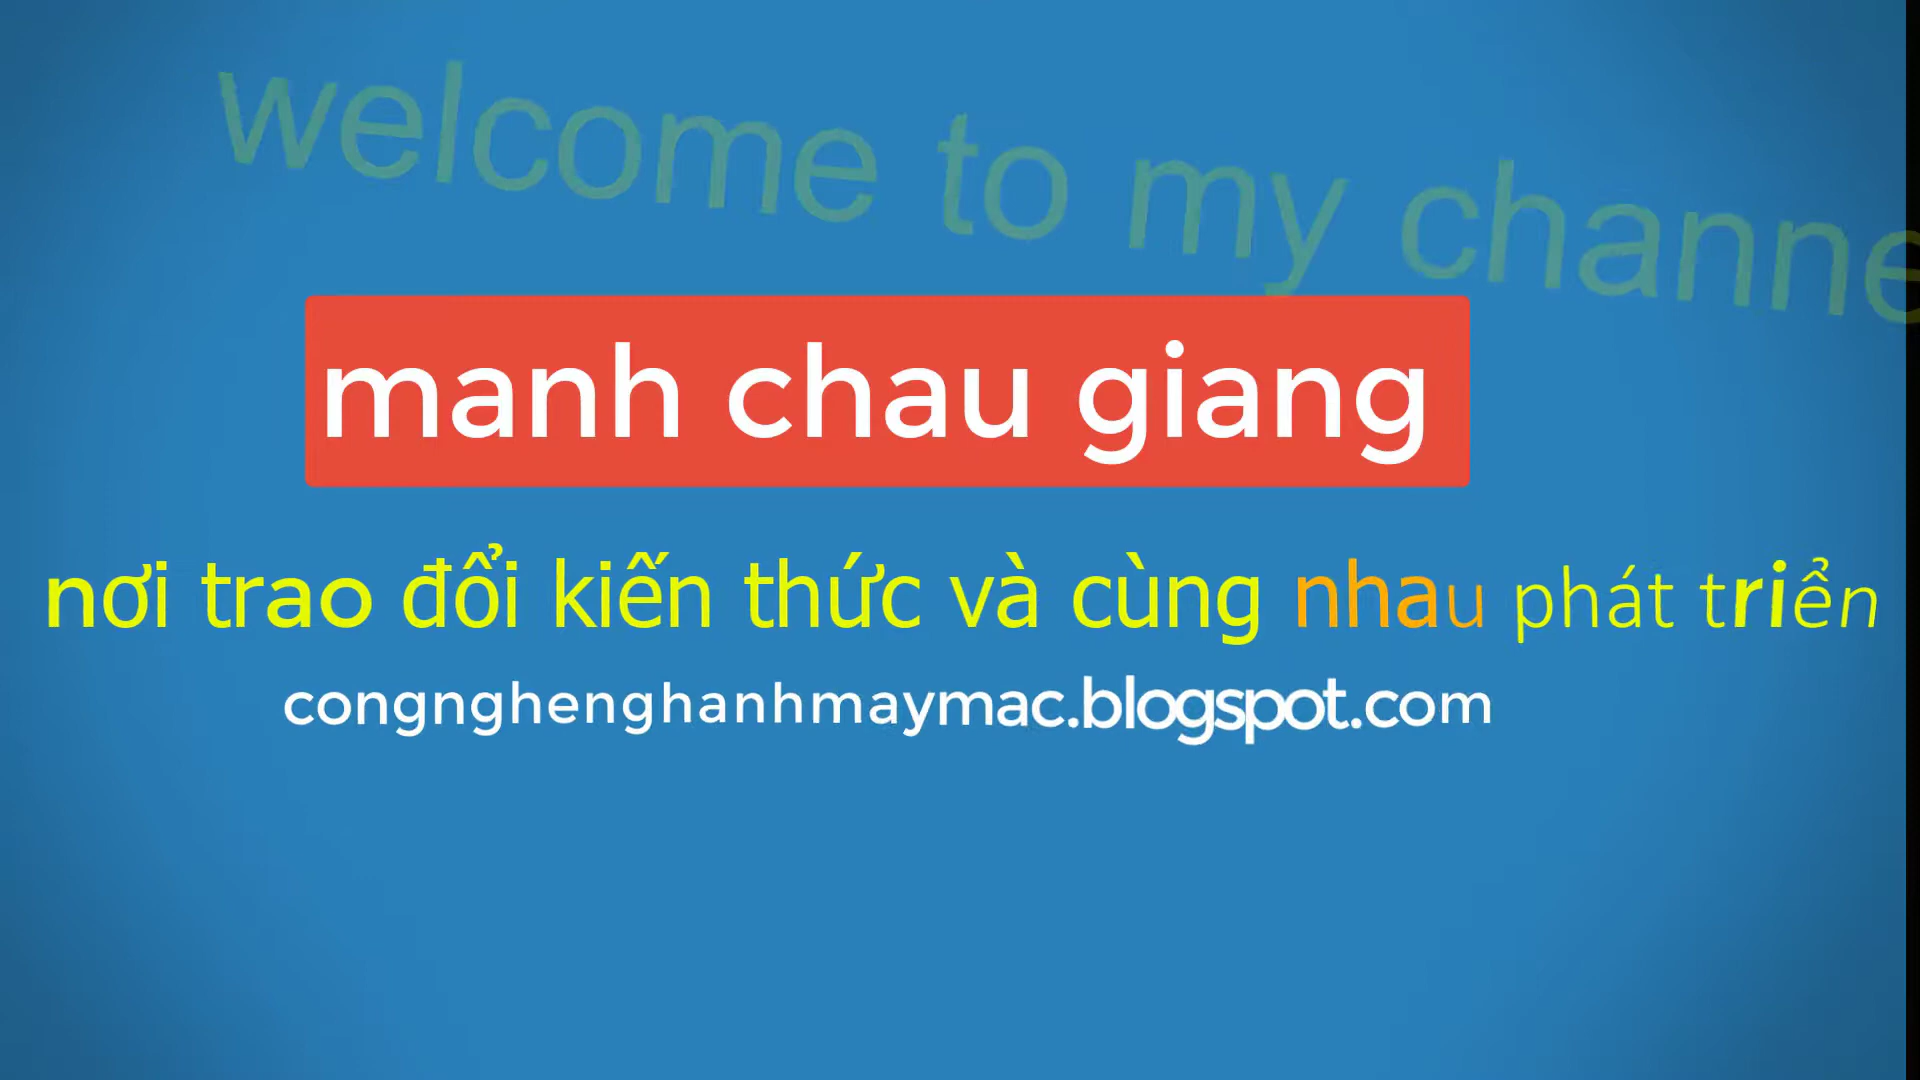 welcome to my channe
manh chau giang
nơi trao đổi kiến thức và cùng nhau phát triển
congnghenghanhmaymac.blogspot.com